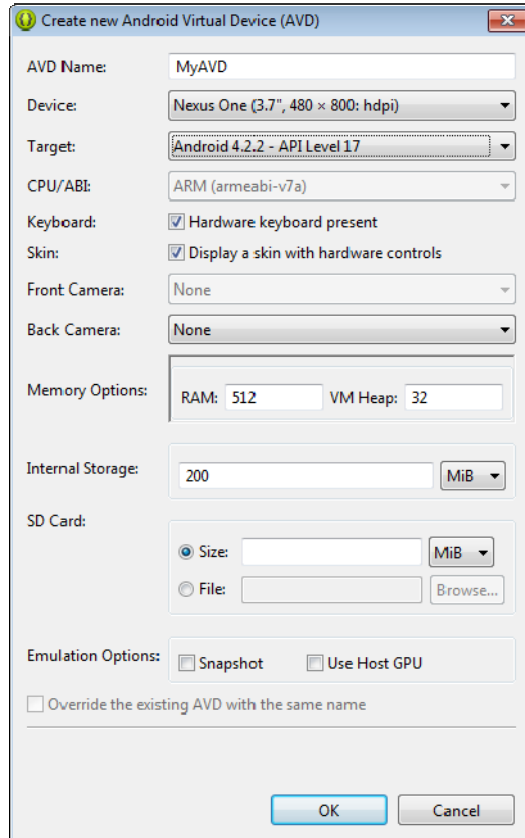 Create new Android Virtual Device (AVD)
AVD Name: MyAVD
Device: Nexus One (3.7", 480 × 800: hdpi)
Target: Android 4.2.2 - API Level 17
CPU/ABI: ARM (armeabi-v7a)
Keyboard: Hardware keyboard present
Skin: Display a skin with hardware controls
Front Camera: None
Back Camera: None
Memory Options: RAM: 512 VM Heap: 32
Internal Storage: 200 MiB
SD Card:
Size: MiB
File: Browse...
Emulation Options: Snapshot Use Host GPU
Override the existing AVD with the same name
OK Cancel